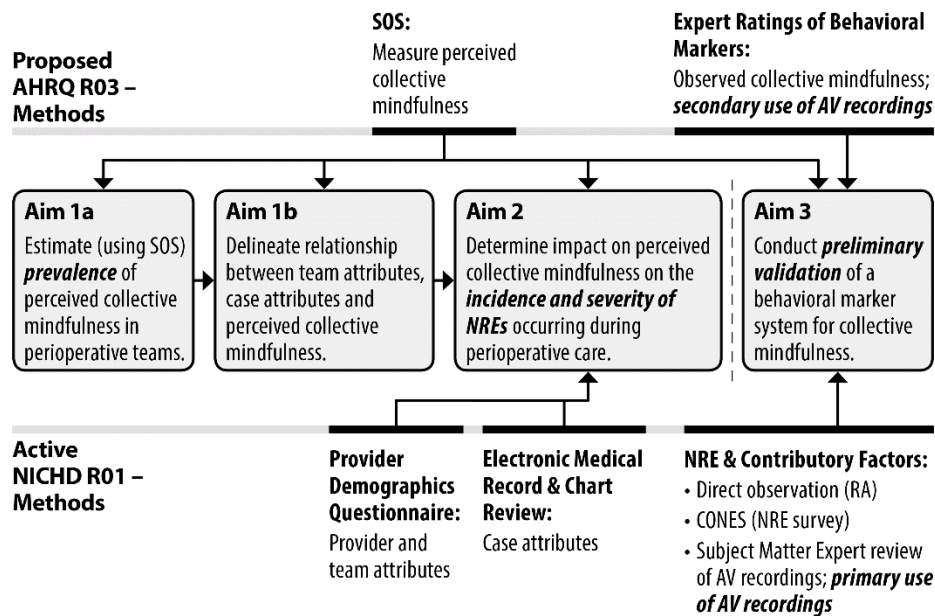 Proposed
AHRQ R03 –
Methods
SOS:
Measure perceived
collective
mindfulness
Expert Ratings of Behavioral
Markers:
Observed collective mindfulness;
secondary use of AV recordings
Aim 1a
Estimate (using SOS)
prevalence of
perceived collective
mindfulness in
perioperative teams.
Aim 1b
Delineate relationship
between team attributes,
case attributes and
perceived collective
mindfulness.
Aim 2
Determine impact on perceived
collective mindfulness on the
incidence and severity of
NREs occurring during
perioperative care.
Aim 3
Conduct preliminary
validation of a
behavioral marker
system for collective
mindfulness.
Active
NICHD R01 –
Methods
Provider
Demographics
Questionnaire:
Provider and
team attributes
Electronic Medical
Record & Chart
Review:
Case attributes
NRE & Contributory Factors:
• Direct observation (RA)
• CONES (NRE survey)
• Subject Matter Expert review
of AV recordings; primary use
of AV recordings